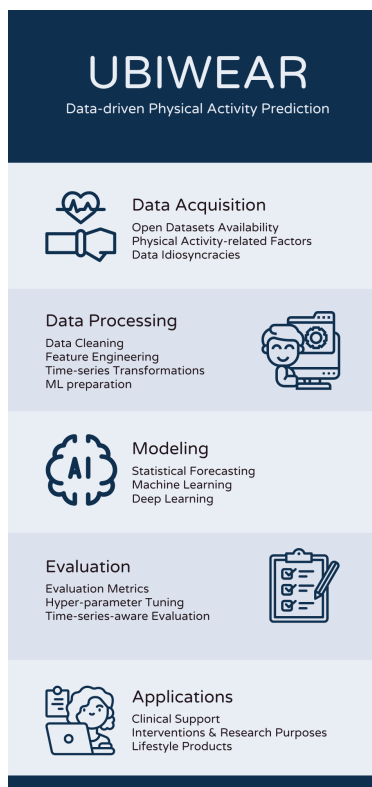 UBIWEAR
Data-driven Physical Activity Prediction
Data Acquisition
Open Datasets Availability
Physical Activity-related Factors
Data Idiosyncracies
Data Processing
Data Cleaning
Feature Engineering
Time-series Transformations
ML preparation
AI
Modeling
Statistical Forecasting
Machine Learning
Deep Learning
Evaluation
Evaluation Metrics
Hyper-parameter Tuning
Time-series-aware Evaluation
Applications
Clinical Support
Interventions & Research Purposes
Lifestyle Products